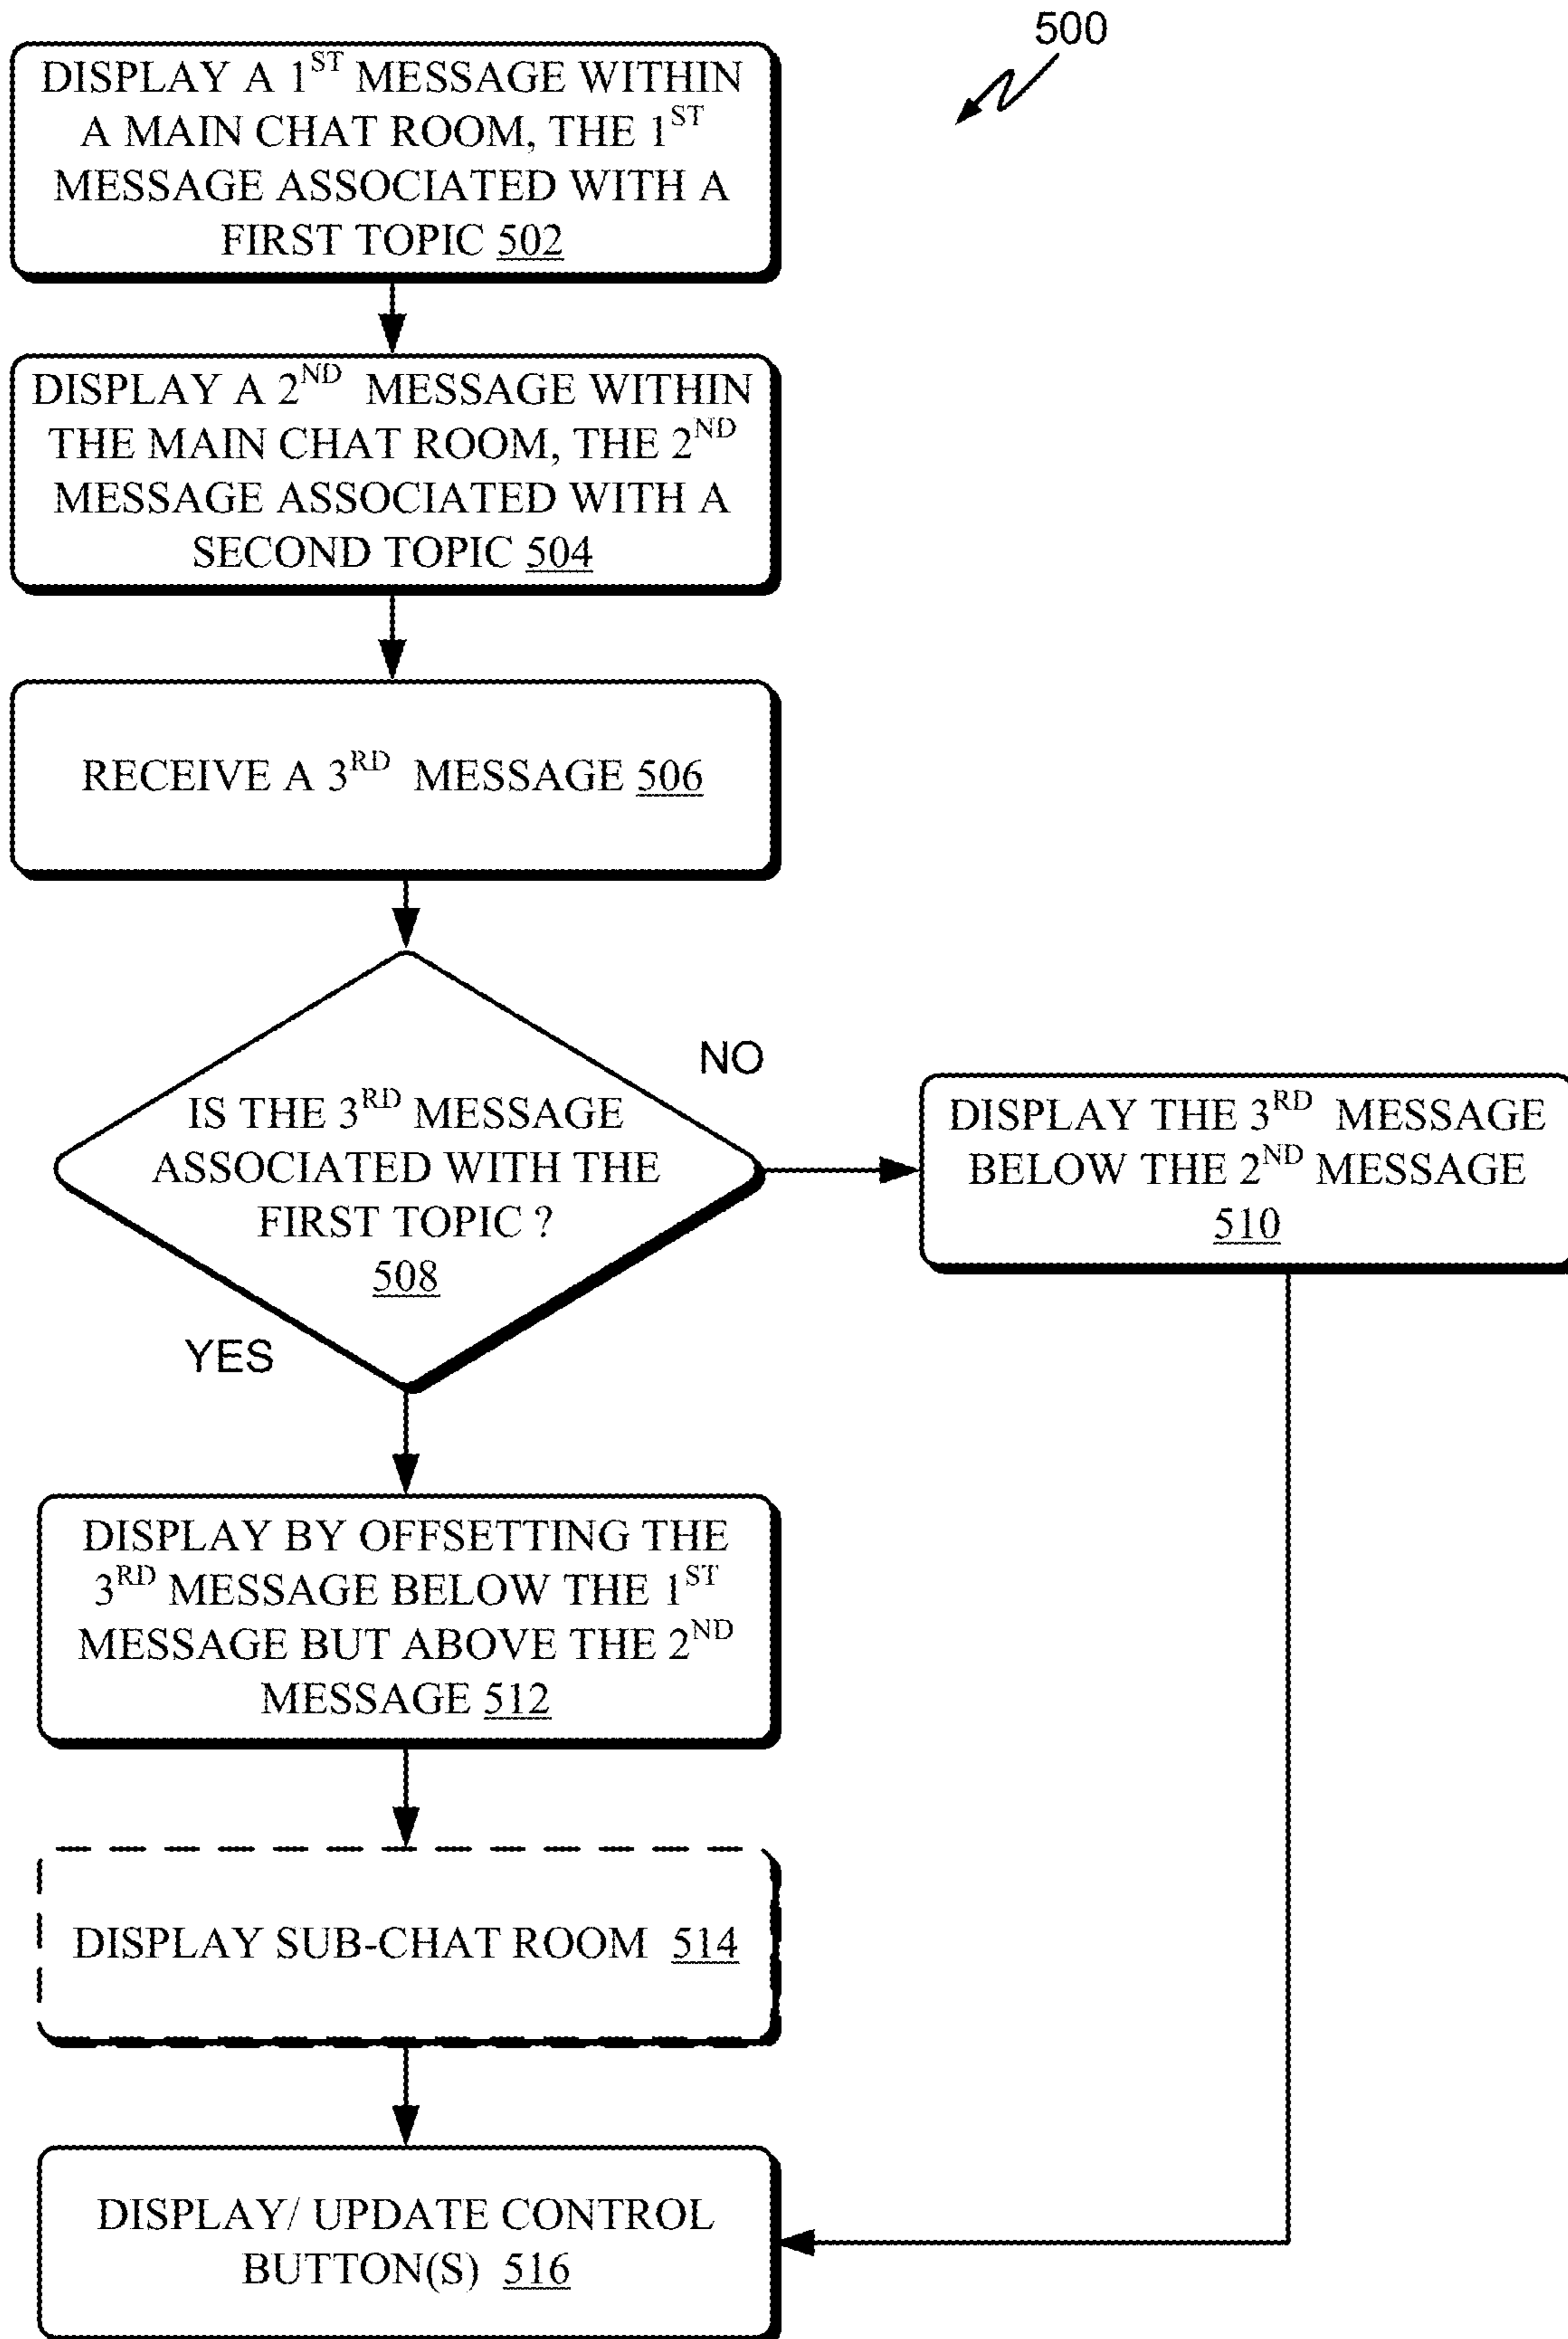 500
DISPLAY A 1ST MESSAGE WITHIN
A MAIN CHAT ROOM, THE 1ST
MESSAGE ASSOCIATED WITH A
FIRST TOPIC 502
DISPLAY A 2ND MESSAGE WITHIN
THE MAIN CHAT ROOM, THE 2ND
MESSAGE ASSOCIATED WITH A
SECOND TOPIC 504
RECEIVE A 3RD MESSAGE 506
IS THE 3RD MESSAGE
ASSOCIATED WITH THE
FIRST TOPIC ?
508
NO
DISPLAY THE 3RD MESSAGE
BELOW THE 2ND MESSAGE
510
YES
DISPLAY BY OFFSETTING THE
3RD MESSAGE BELOW THE 1ST
MESSAGE BUT ABOVE THE 2ND
MESSAGE 512
DISPLAY SUB-CHAT ROOM 514
DISPLAY/ UPDATE CONTROL
BUTTON(S) 516